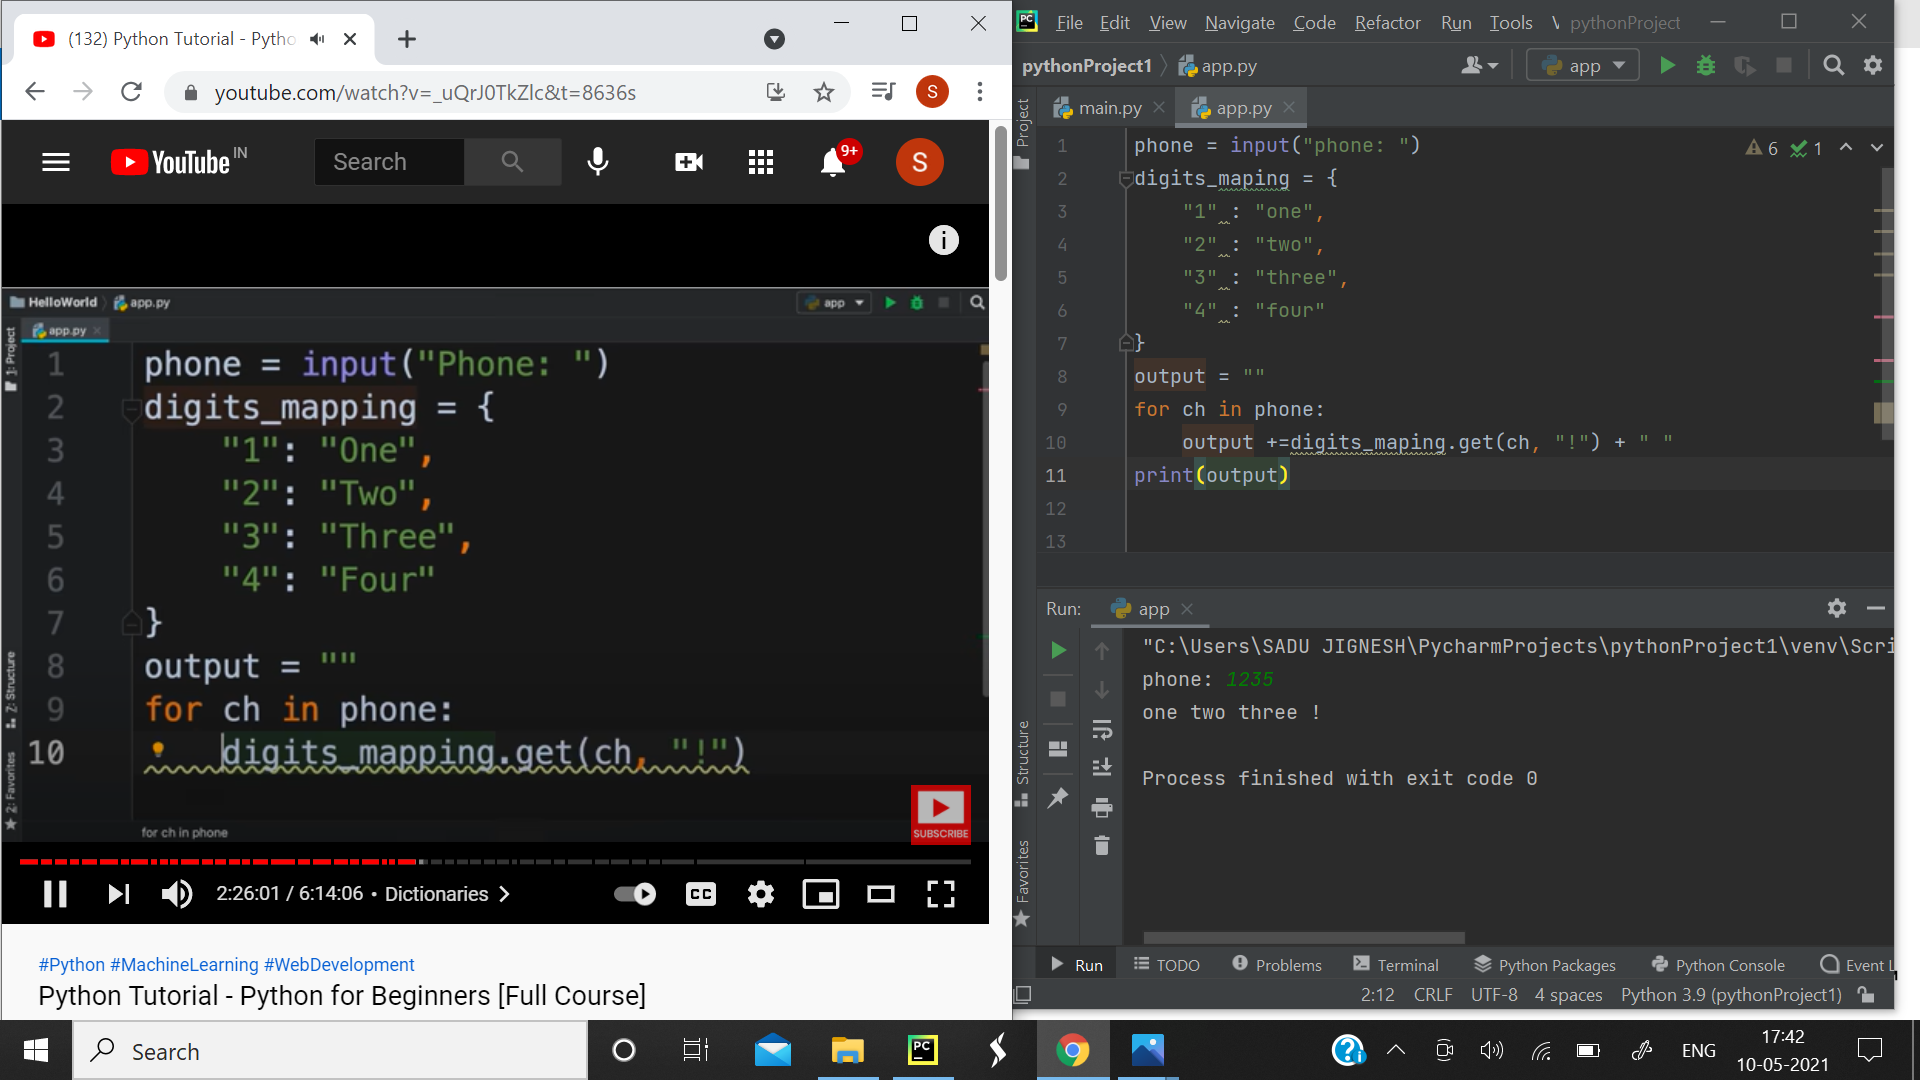 (132) Python Tutorial - Pytho
youtube.com/watch?v=_uQrJ0TkZlc&t=8636s
S
YouTube IN
Search
9+
S
HelloWorld app.py
app
app.py
1: Project
1 phone = input("Phone: ")
2 digits_mapping = {
3 "1": "One",
4 "2": "Two",
5 "3": "Three",
6 "4": "Four"
7 }
8 output = ""
9 for ch in phone:
10 digits_mapping.get(ch, "!")
Z: Structure
2: Favorites
for ch in phone
SUBSCRIBE
2:26:01 / 6:14:06 • Dictionaries
CC
#Python #MachineLearning #WebDevelopment
Python Tutorial - Python for Beginners [Full Course]
PC File Edit View Navigate Code Refactor Run Tools V pythonProject
pythonProject1 app.py
app
main.py app.py
Project
6 1
1 phone = input("phone: ")
2 digits_maping = {
3 "1" : "one",
4 "2" : "two",
5 "3" : "three",
6 "4" : "four"
7 }
8 output = ""
9 for ch in phone:
10 output +=digits_maping.get(ch, "!") + " "
11 print(output)
12
13
Run: app
"C:\Users\SADU JIGNESH\PycharmProjects\pythonProject1\venv\Scri
phone: 1235
one two three !
Process finished with exit code 0
Structure
Favorites
Run TODO Problems Terminal Python Packages Python Console Event L
2:12 CRLF UTF-8 4 spaces Python 3.9 (pythonProject1)
Search
PC
ENG
17:42
10-05-2021